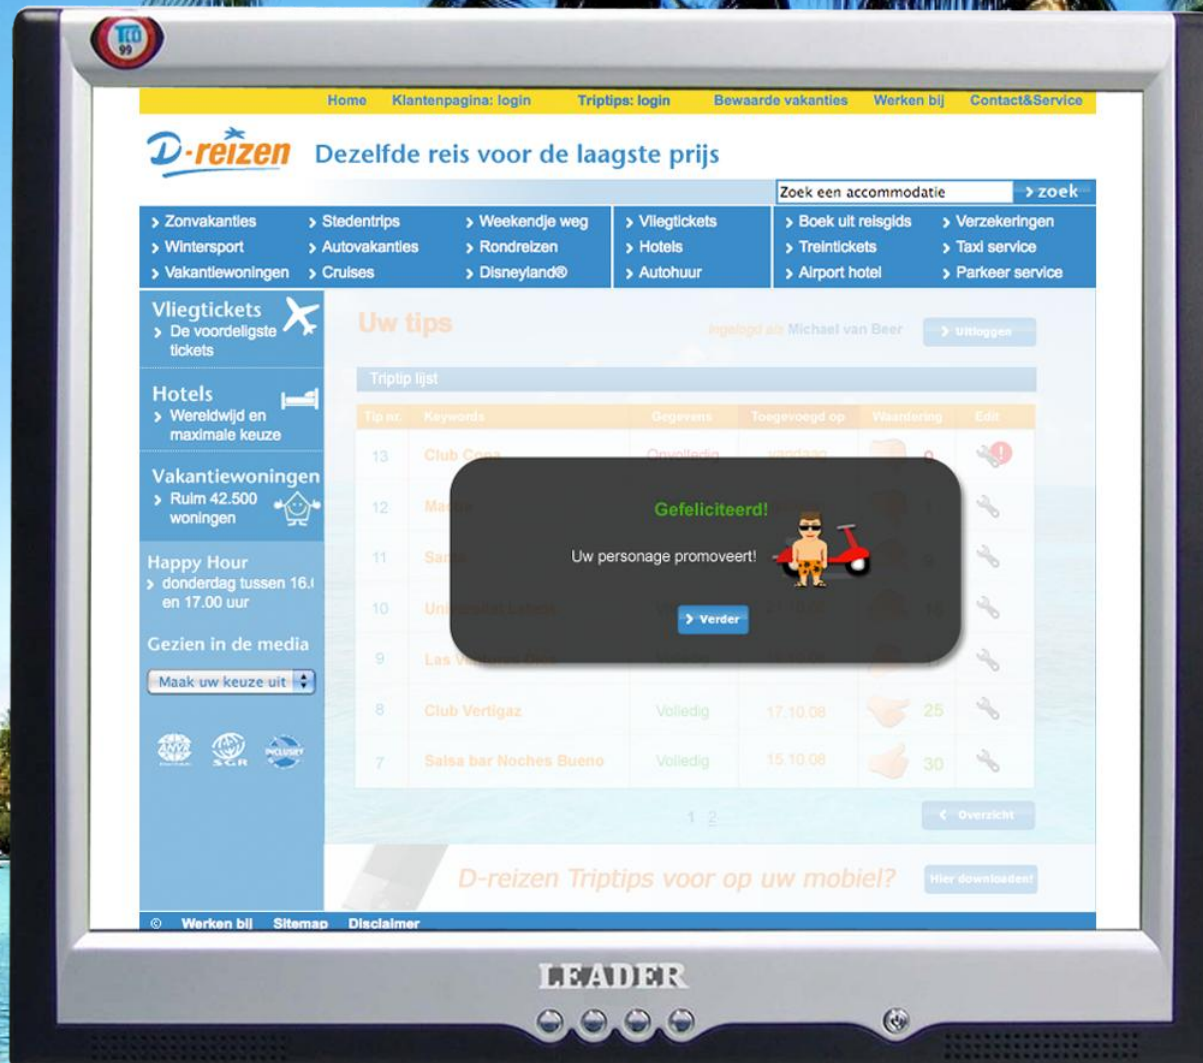 TCO
99
Home Klantenpagina: login Triptips: login Bewaarde vakanties Werken bij Contact&Service
D-reizen Dezelfde reis voor de laagste prijs
Zoek een accommodatie > zoek
> Zonvakanties > Stedentrips > Weekendje weg > Vliegtickets > Boek uit reisgids > Verzekeringen
> Wintersport > Autovakanties > Rondreizen > Hotels > Treintickets > Taxi service
> Vakantiewoningen > Cruises > Disneyland® > Autohuur > Airport hotel > Parkeer service
Vliegtickets
> De voordeligste
tickets
Hotels
> Wereldwijd en
maximale keuze
Vakantiewoningen
> Ruim 42.500
woningen
Happy Hour
> donderdag tussen 16.
en 17.00 uur
Gezien in de media
Maak uw keuze uit
ANVR SGR
Uw tips ingelogd als Michael van Beer > Uitloggen
Triptip lijst
Tip nr. Keywords Gegevens Toegevoegd op Waardering Edit
13 Club Copa Onvolledig vandaag 0
12
11
10
9 Las
8 Club Vertigaz Volledig 17.10.08 25
7 Salsa bar Noches Bueno Volledig 15.10.08 30
Gefeliciteerd!
Uw personage promoveert!
> Verder
1 2 < Overzicht
D-reizen Triptips voor op uw mobiel? Hier downloaden!
© Werken bij Sitemap Disclaimer
LEADER